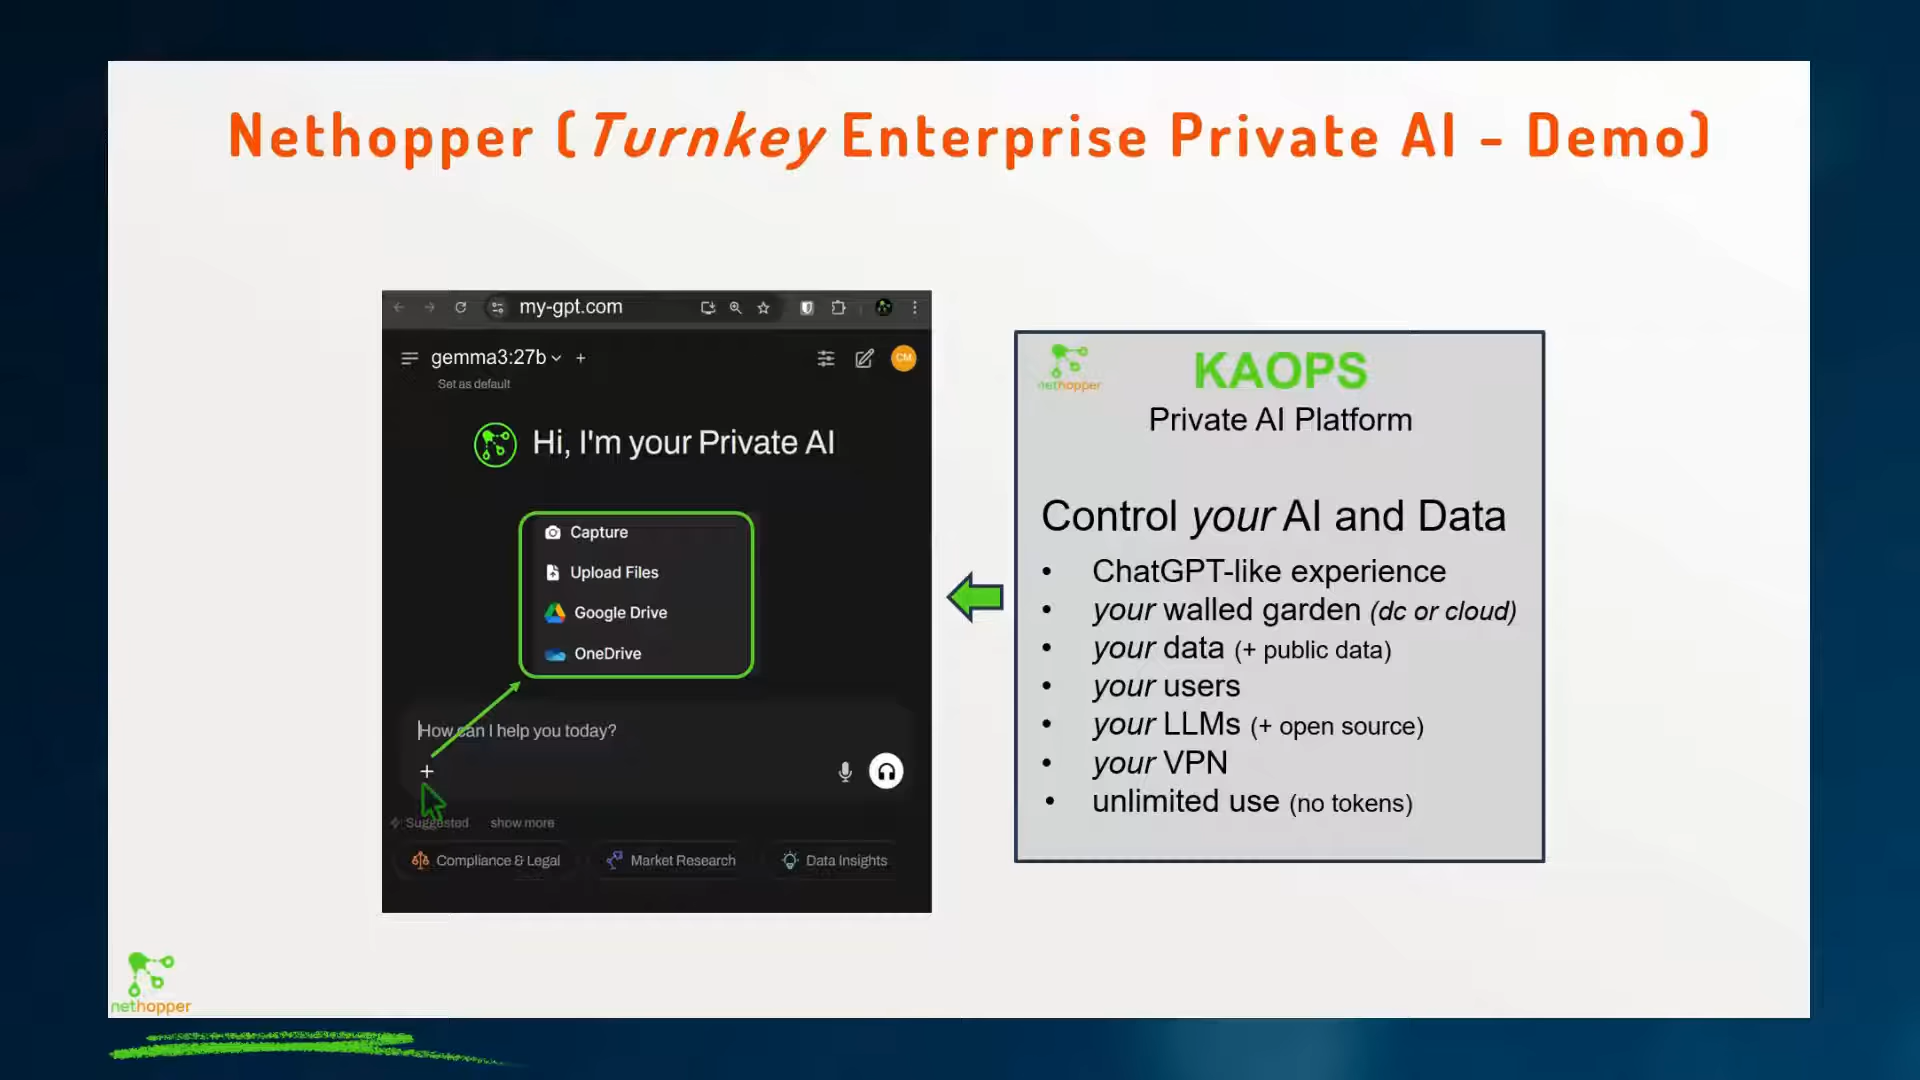 Nethopper (Turnkey Enterprise Private AI - Demo)
my-gpt.com
gemma3:27b
Set as default
CM
Hi, I'm your Private AI
Capture
Upload Files
Google Drive
OneDrive
How can I help you today?
Suggested show more
Compliance & Legal Market Research Data Insights
nethopper
KAOPS
Private AI Platform
Control your AI and Data
• ChatGPT-like experience
• your walled garden (dc or cloud)
• your data (+ public data)
• your users
• your LLMs (+ open source)
• your VPN
• unlimited use (no tokens)
nethopper